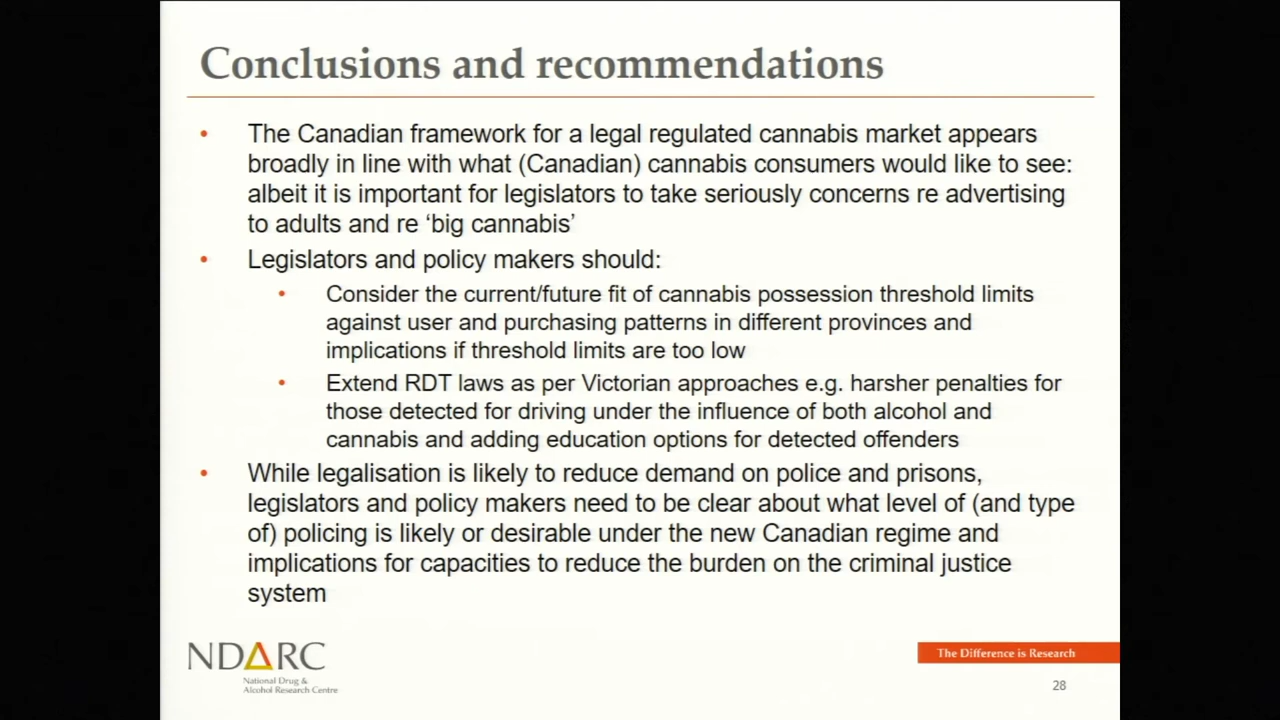 Conclusions and recommendations
• The Canadian framework for a legal regulated cannabis market appears
broadly in line with what (Canadian) cannabis consumers would like to see:
albeit it is important for legislators to take seriously concerns re advertising
to adults and re ‘big cannabis’
• Legislators and policy makers should:
• Consider the current/future fit of cannabis possession threshold limits
against user and purchasing patterns in different provinces and
implications if threshold limits are too low
• Extend RDT laws as per Victorian approaches e.g. harsher penalties for
those detected for driving under the influence of both alcohol and
cannabis and adding education options for detected offenders
• While legalisation is likely to reduce demand on police and prisons,
legislators and policy makers need to be clear about what level of (and type
of) policing is likely or desirable under the new Canadian regime and
implications for capacities to reduce the burden on the criminal justice
system
NDARC
National Drug &
Alcohol Research Centre
The Difference is Research
28